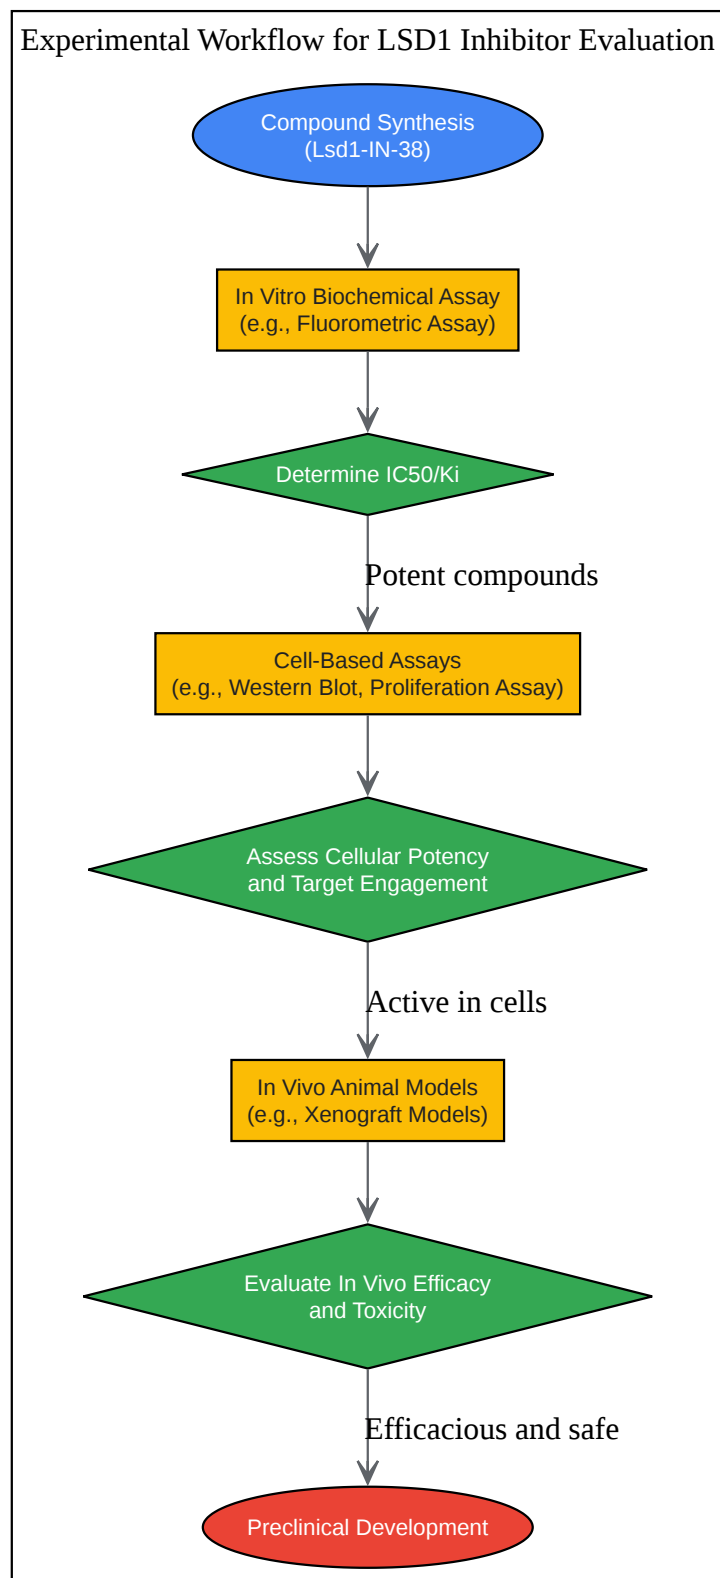 Experimental Workflow for LSD1 Inhibitor Evaluation
Compound Synthesis
(Lsd1-IN-38)
In Vitro Biochemical Assay
(e.g., Fluorometric Assay)
Determine IC50/Ki
Potent compounds
Cell-Based Assays
(e.g., Western Blot, Proliferation Assay)
Assess Cellular Potency
and Target Engagement
Active in cells
In Vivo Animal Models
(e.g., Xenograft Models)
Evaluate In Vivo Efficacy
and Toxicity
Efficacious and safe
Preclinical Development